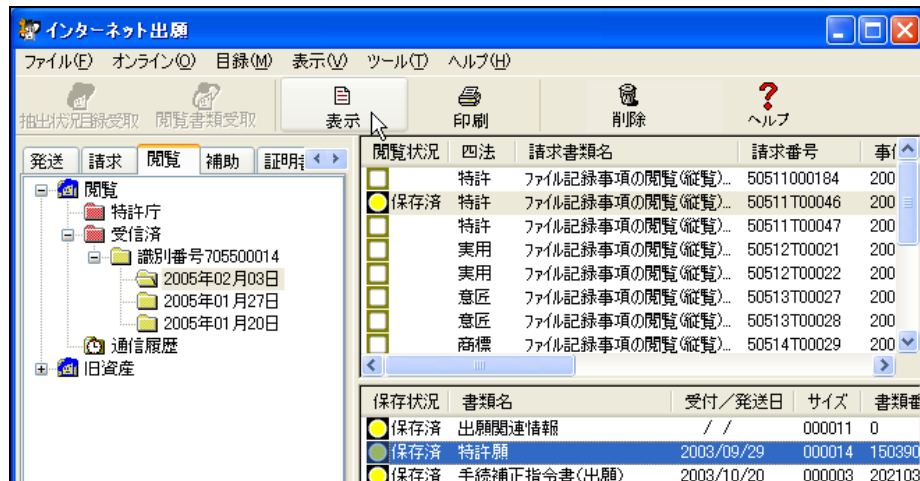 インターネット出願
ファイル(F) オンライン(O) 目録(M) 表示(V) ツール(T) ヘルプ(H)
抽出状況目録受取 閲覧書類受取 表示 印刷 削除 ヘルプ
発送 請求 閲覧 補助
閲覧
特許庁
受信済
識別番号705500014
2005年02月03日
2005年01月27日
2005年01月20日
通信履歴
旧資産
閲覧状況 四法 請求書類名 請求番号
特許 ファイル記録事項の閲覧(縦覧)... 50511000184 200
保存済 特許 ファイル記録事項の閲覧(縦覧)... 50511T00046 200
特許 ファイル記録事項の閲覧(縦覧)... 50511T00047 200
実用 ファイル記録事項の閲覧(縦覧)... 50512T00021 200
実用 ファイル記録事項の閲覧(縦覧)... 50512T00022 200
意匠 ファイル記録事項の閲覧(縦覧)... 50513T00027 200
意匠 ファイル記録事項の閲覧(縦覧)... 50513T00028 200
商標 ファイル記録事項の閲覧(縦覧)... 50514T00029 200
保存状況 書類名 受付/発送日 サイズ 書類番
保存済 出願関連情報 / / 000011 0
保存済 特許願 2003/09/29 000014 150390
保存済 手続補正指令書(出願) 2003/10/20 000003 202103